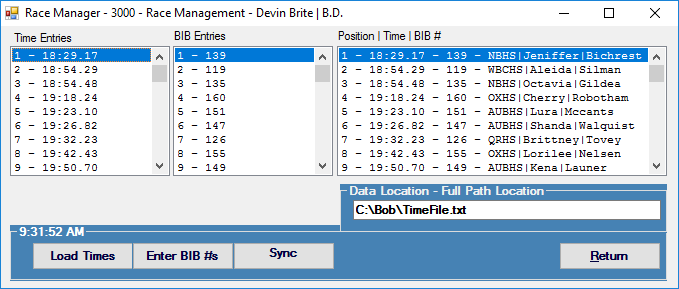 Race Manager - 3000 - Race Management - Devin Brite | B.D.
Time Entries
1 - 18:29.17
2 - 18:54.29
3 - 18:54.48
4 - 19:18.24
5 - 19:23.10
6 - 19:26.82
7 - 19:32.23
8 - 19:42.43
9 - 19:50.70
BIB Entries
1 - 139
2 - 119
3 - 135
4 - 160
5 - 151
6 - 147
7 - 126
8 - 155
9 - 149
Position | Time | BIB #
1 - 18:29.17 - 139 - NBHS|Jeniffer|Bichrest
2 - 18:54.29 - 119 - WBCHS|Aleida|Silman
3 - 18:54.48 - 135 - NBHS|Octavia|Gildea
4 - 19:18.24 - 160 - OXHS|Cherry|Robotham
5 - 19:23.10 - 151 - AUBHS|Lura|Mccants
6 - 19:26.82 - 147 - AUBHS|Shanda|Walquist
7 - 19:32.23 - 126 - QRHS|Brittney|Tovey
8 - 19:42.43 - 155 - OXHS|Lorilee|Nelsen
9 - 19:50.70 - 149 - AUBHS|Kena|Launer
Data Location - Full Path Location
C:\Bob\TimeFile.txt
9:31:52 AM
Load Times
Enter BIB #s
Sync
Return